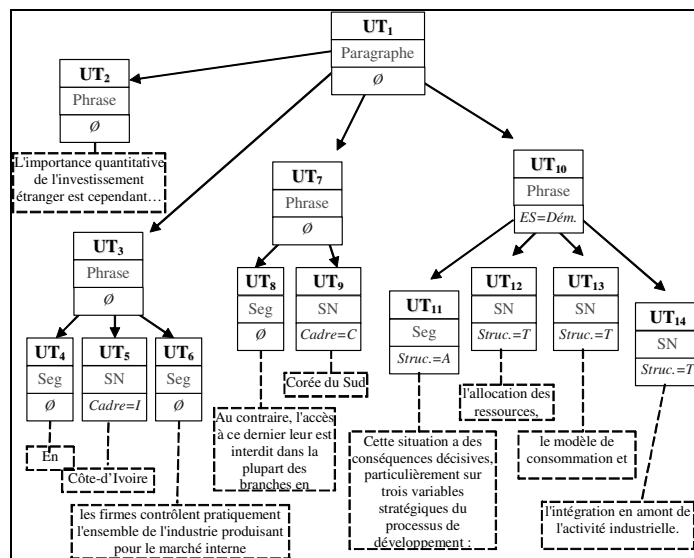 UT1
Paragraphe
Ø
UT2
Phrase
Ø
L'importance quantitative
de l'investissement
étranger est cependant…
UT7
Phrase
Ø
UT10
Phrase
ES=Dém.
UT3
Phrase
Ø
UT8
Seg
Ø
UT9
SN
Cadre=C
UT11
Seg
Struc.=A
UT12
SN
Struc.=T
UT13
SN
Struc.=T
UT14
SN
Struc.=T
UT4
Seg
Ø
UT5
SN
Cadre=I
UT6
Seg
Ø
Corée du Sud
l'allocation des
ressources,
Au contraire, l'accès
à ce dernier leur est
interdit dans la
plupart des
branches en
Cette situation a des
conséquences décisives,
particulièrement sur
trois variables
stratégiques du
processus de
développement :
le modèle de
consommation et
En
Côte-d’Ivoire
les firmes contrôlent pratiquement
l'ensemble de l'industrie produisant
pour le marché interne
l'intégration en amont de
l'activité industrielle.